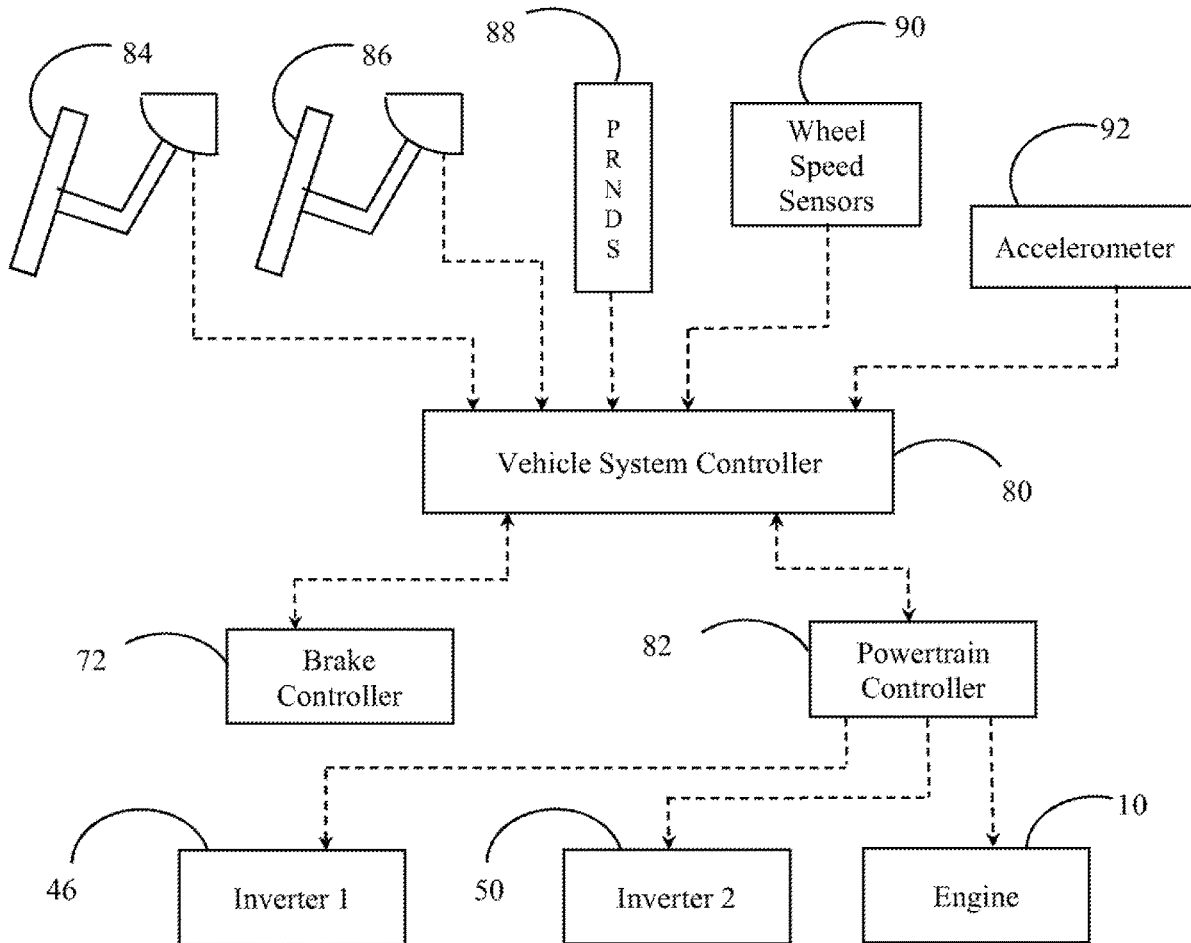 84
86
88
90
92
P
R
N
D
S
Wheel
Speed
Sensors
Accelerometer
Vehicle System Controller
80
72
Brake
Controller
82
Powertrain
Controller
46
Inverter 1
50
Inverter 2
10
Engine